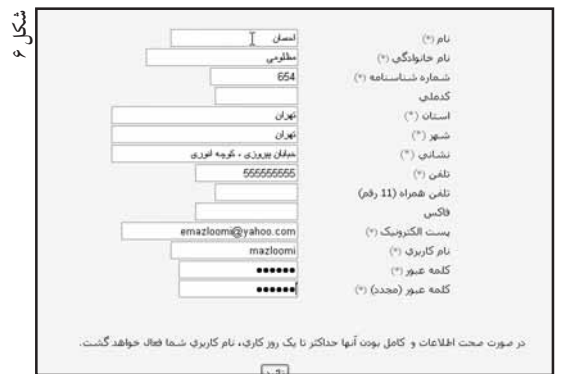 شکل ۶
نام (*) احسان
نام خانوادگی (*) مظلومی
شماره شناسنامه (*) 654
کدملی
استان (*) تهران
شهر (*) تهران
نشانی (*) خیابان پیروزی ، کوچه انوری
تلفن (*) 555555555
تلفن همراه (11 رقم)
فاکس
پست الکترونیک (*) emazloomi@yahoo.com
نام کاربری (*) mazloomi
کلمه عبور (*) ●●●●●●
کلمه عبور (مجدد) (*) ●●●●●●
در صورت صحت اطلاعات و کامل بودن آنها حداکثر تا یک روز کاری، نام کاربری شما فعال خواهد گشت.